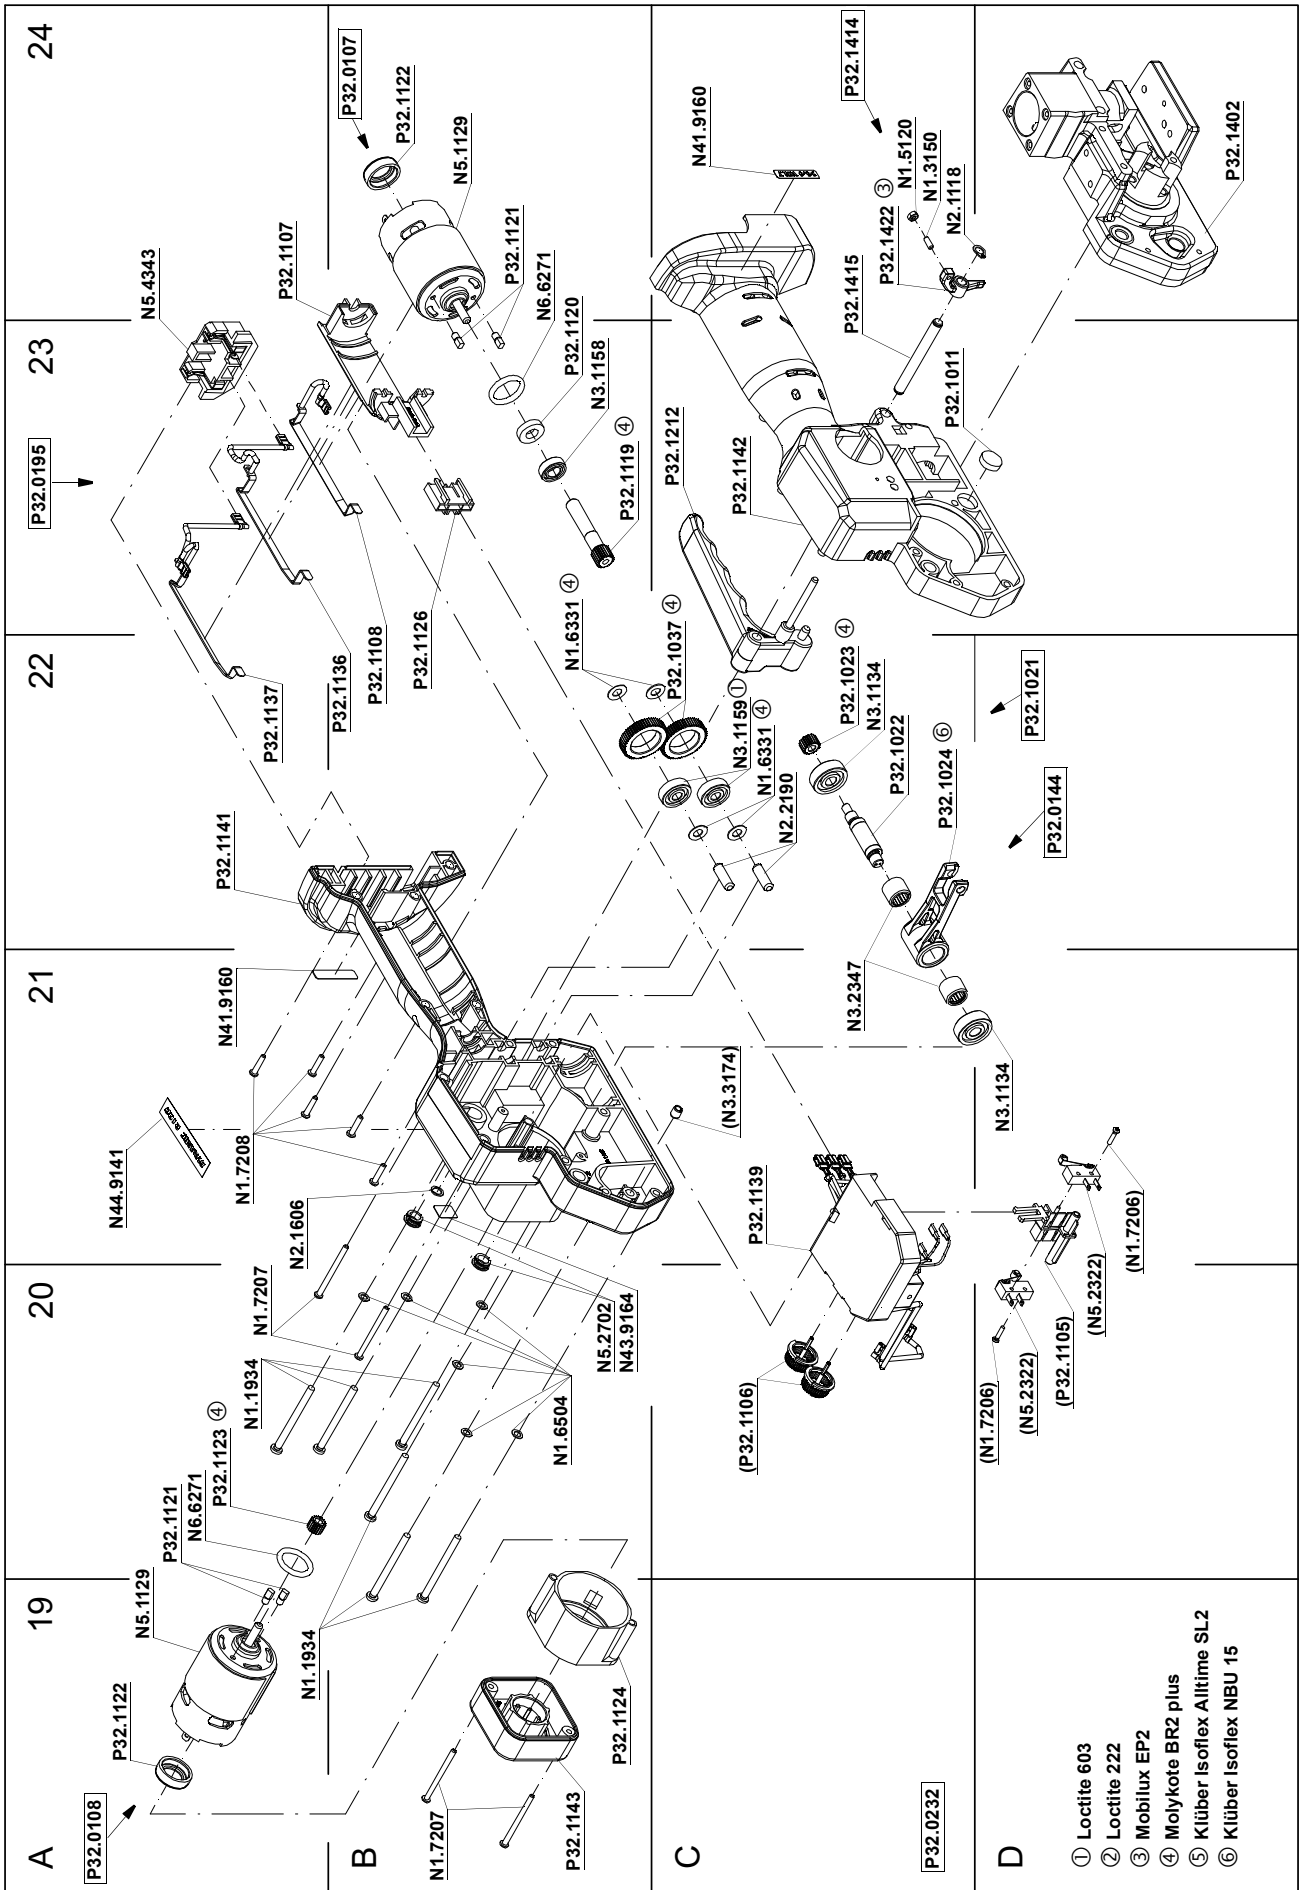 A
19
20
21
22
23
24
P32.0108
P32.1122
N5.1129
P32.1121
N6.6271
P32.1123 ④
N1.1934
N1.7207
N44.9141
N1.7208
N2.1606
N41.9160
P32.1141
P32.1137
P32.0195
N5.4343
P32.1107
N1.1934
B
N1.7207
P32.1143
P32.1124
N1.6504
N5.2702
N43.9164
P32.1136
P32.1108
P32.1126
N1.6331 ④
P32.1119 ④
N3.1158
P32.1120
N6.6271
P32.1121
P32.0107
P32.1122
N5.1129
C
P32.0232
(P32.1106)
P32.1139
(N3.3174)
P32.1037 ④
N3.1159 ①
N1.6331 ④
N2.2190
P32.1023 ④
N3.1134
P32.1022
P32.1024 ⑥
N3.2347
P32.1212
P32.1142
P32.1415
P32.1011
N41.9160
P32.1414
P32.1422 ③
N1.5120
N1.3150
N2.1118
D
(N1.7206)
(N5.2322)
(P32.1105)
(N5.2322)
(N1.7206)
N3.1134
P32.1021
P32.0144
P32.1402
① Loctite 603
② Loctite 222
③ Mobilux EP2
④ Molykote BR2 plus
⑤ Klüber Isoflex Alltime SL2
⑥ Klüber Isoflex NBU 15